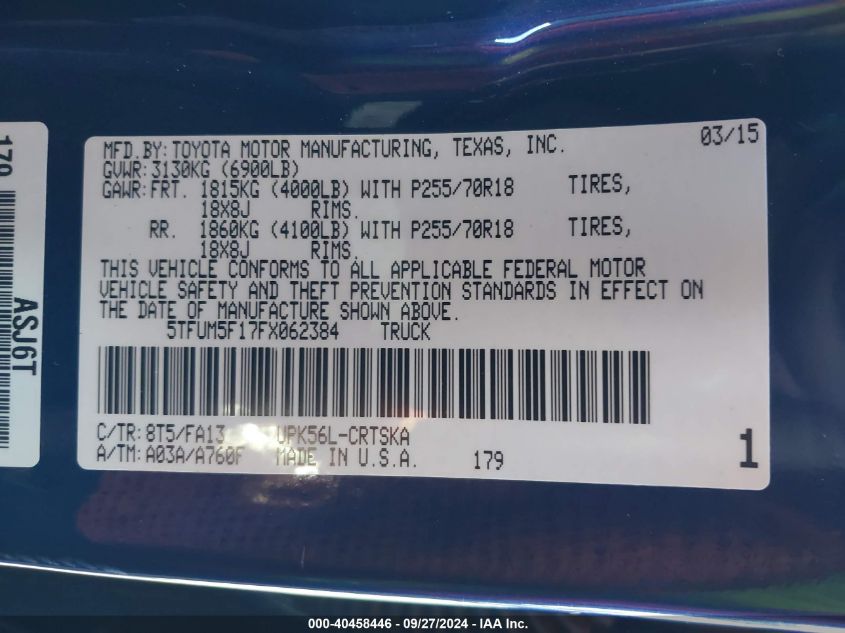 MFD.BY:TOYOTA MOTOR MANUFACTURING, TEXAS, INC. 03/15
GVWR:3130KG (6900LB)
GAWR:FRT. 1815KG (4000LB) WITH P255/70R18 TIRES,
18X8J RIMS.
RR. 1860KG (4100LB) WITH P255/70R18 TIRES,
18X8J RIMS.
THIS VEHICLE CONFORMS TO ALL APPLICABLE FEDERAL MOTOR
VEHICLE SAFETY AND THEFT PREVENTION STANDARDS IN EFFECT ON
THE DATE OF MANUFACTURE SHOWN ABOVE.
5TFUM5F17FX062384 TRUCK
C/TR:8T5/FA13 UPK56L-CRTSKA
A/TM:A03A/A760F MADE IN U.S.A. 179 1
179
ASJ6T
000-40458446 - 09/27/2024 - IAAI.com